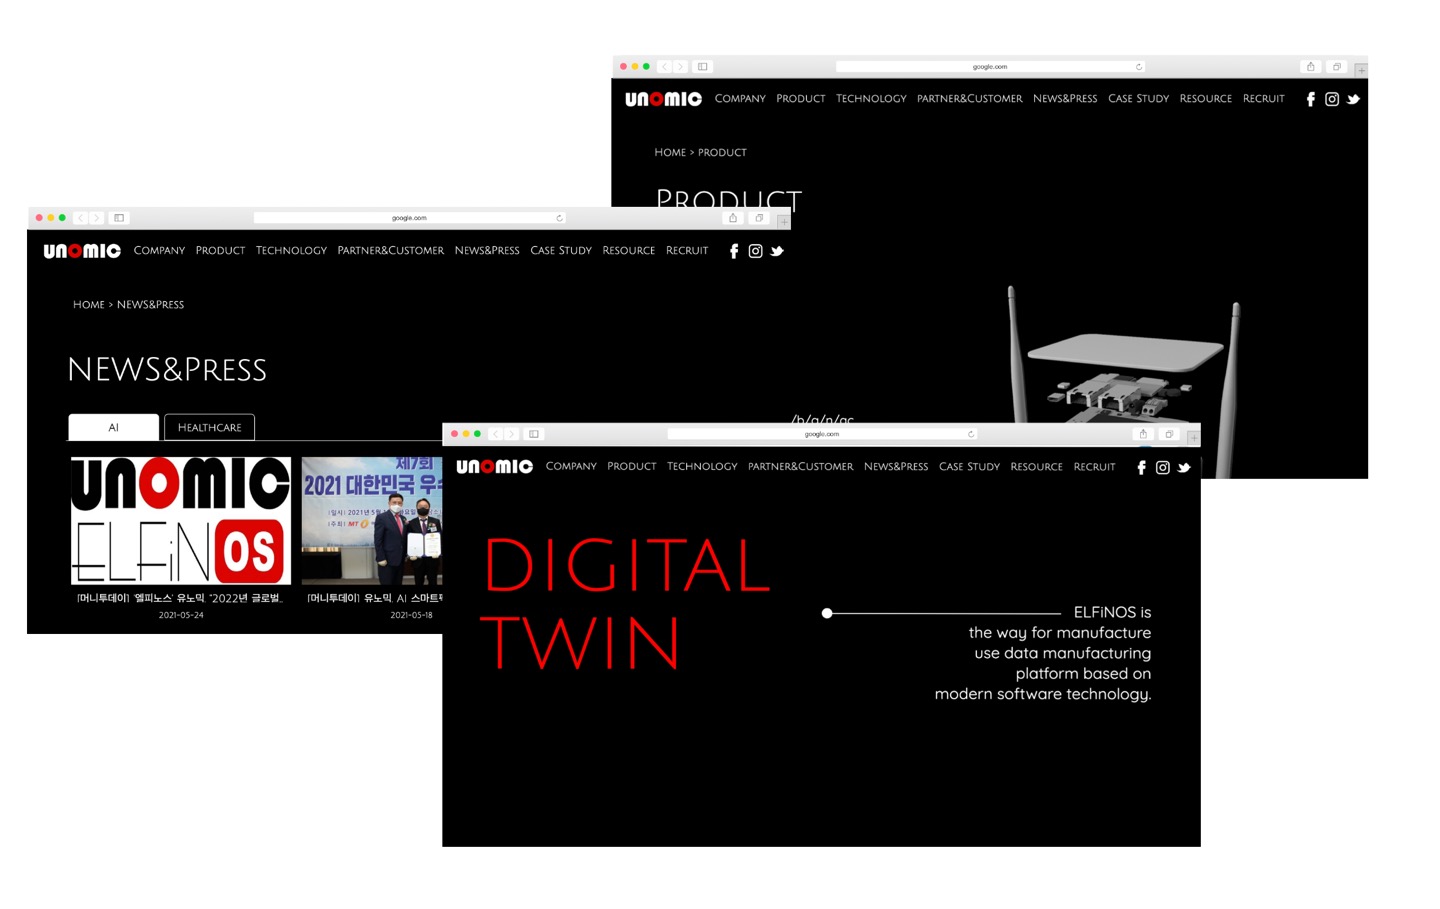 google.com
UNOMIC COMPANY PRODUCT TECHNOLOGY PARTNER&CUSTOMER NEWS&PRESS CASE STUDY RESOURCE RECRUIT
HOME > PRODUCT
PRODUCT
/b/g/n/ac
google.com
UNOMIC COMPANY PRODUCT TECHNOLOGY PARTNER&CUSTOMER NEWS&PRESS CASE STUDY RESOURCE RECRUIT
HOME > NEWS&PRESS
NEWS&PRESS
AI
HEALTHCARE
UNOMIC
ELFiNOS
제7회
2021 대한민국 우수
[머니투데이] '엘피노스' 유노믹, "2022년 글로벌...
2021-05-24
[머니투데이] 유노믹, AI 스마트팩
2021-05-18
google.com
UNOMIC COMPANY PRODUCT TECHNOLOGY PARTNER&CUSTOMER NEWS&PRESS CASE STUDY RESOURCE RECRUIT
DIGITAL
TWIN
ELFiNOS is
the way for manufacture
use data manufacturing
platform based on
modern software technology.